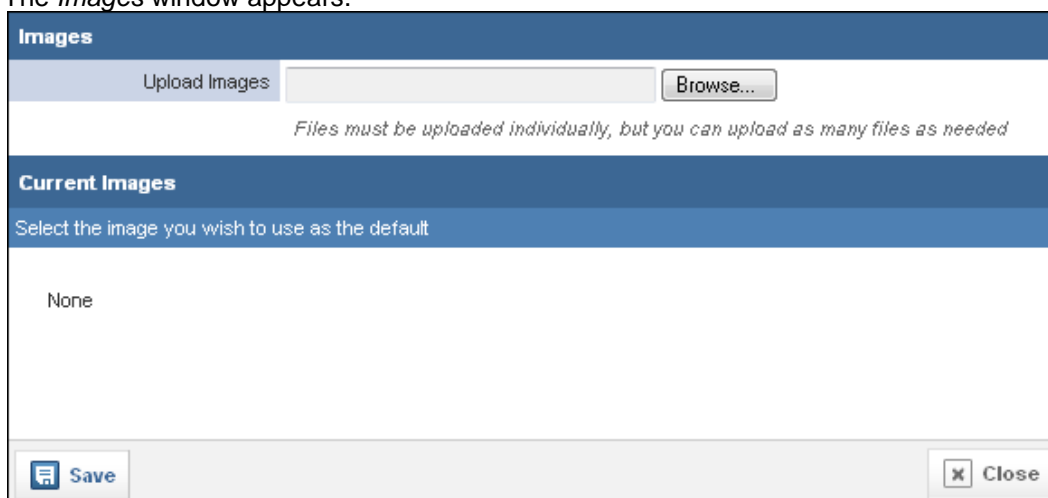 The Images window appears:
Images
Upload Images Browse...
Files must be uploaded individually, but you can upload as many files as needed
Current Images
Select the image you wish to use as the default
None
Save Close